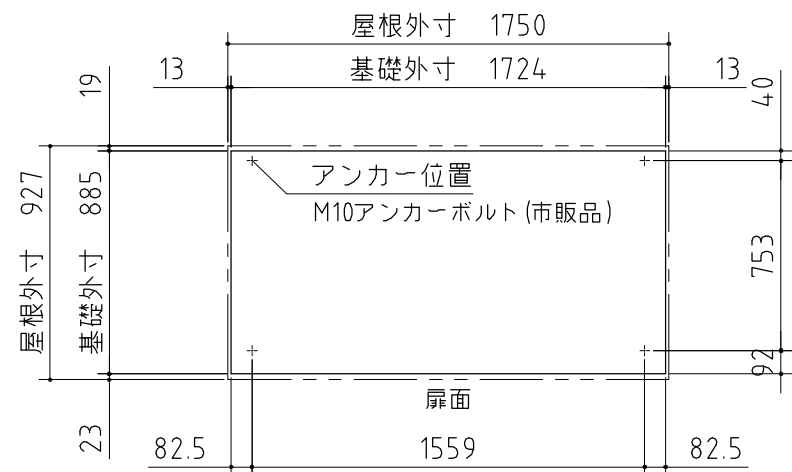 屋根外寸 1750
13 基礎外寸 1724 13
19
40
屋根外寸 927
基礎外寸 885
アンカー位置
M10アンカーボルト(市販品)
753
92
扉面
23
82.5 1559 82.5